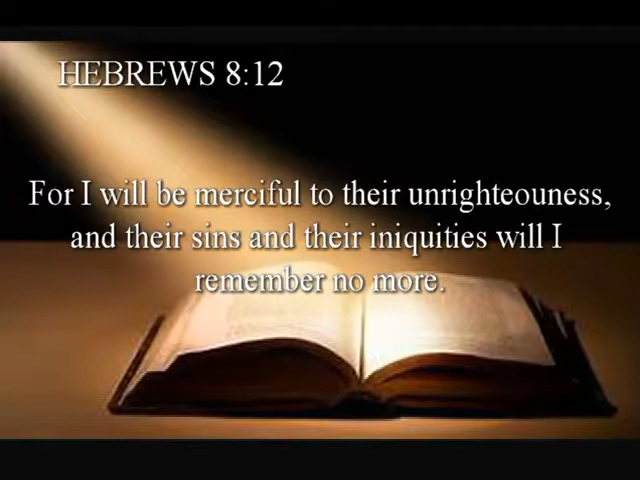 HEBREWS 8:12
For I will be merciful to their unrighteouness,
and their sins and their iniquities will I
remember no more.